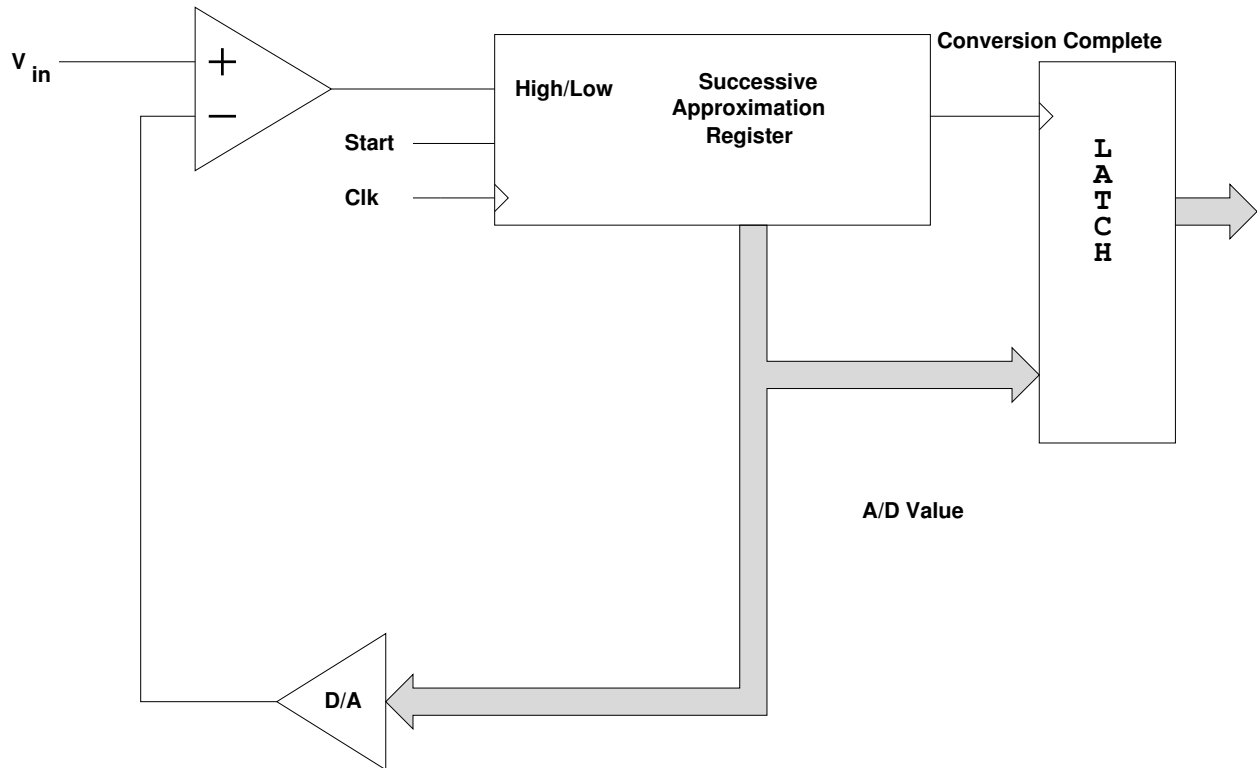 Conversion Complete
V in
+
High/Low
Successive
Approximation
Register
−
Start
Clk
L
A
T
C
H
A/D Value
D/A